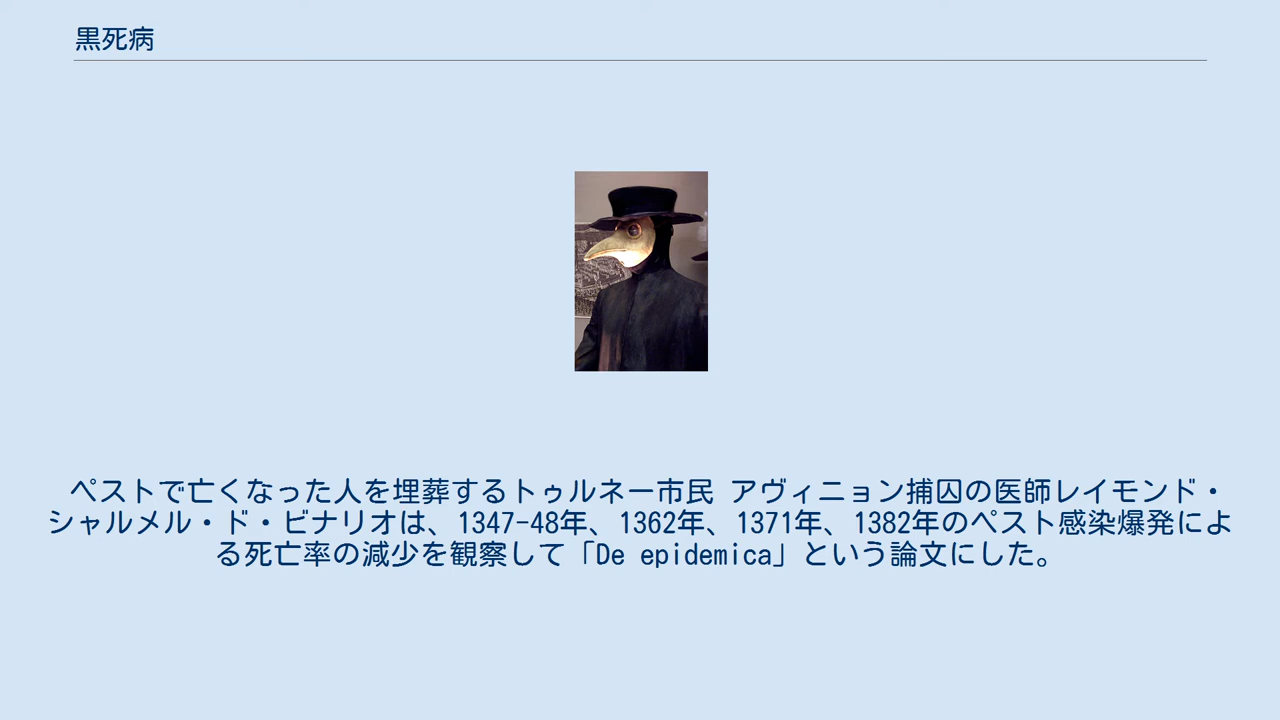 黒死病
ペストで亡くなった人を埋葬するトゥルネー市民 アヴィニョン捕囚の医師レイモンド・
シャルメル・ド・ビナリオは、1347-48年、1362年、1371年、1382年のペスト感染爆発によ
る死亡率の減少を観察して「De epidemica」という論文にした。